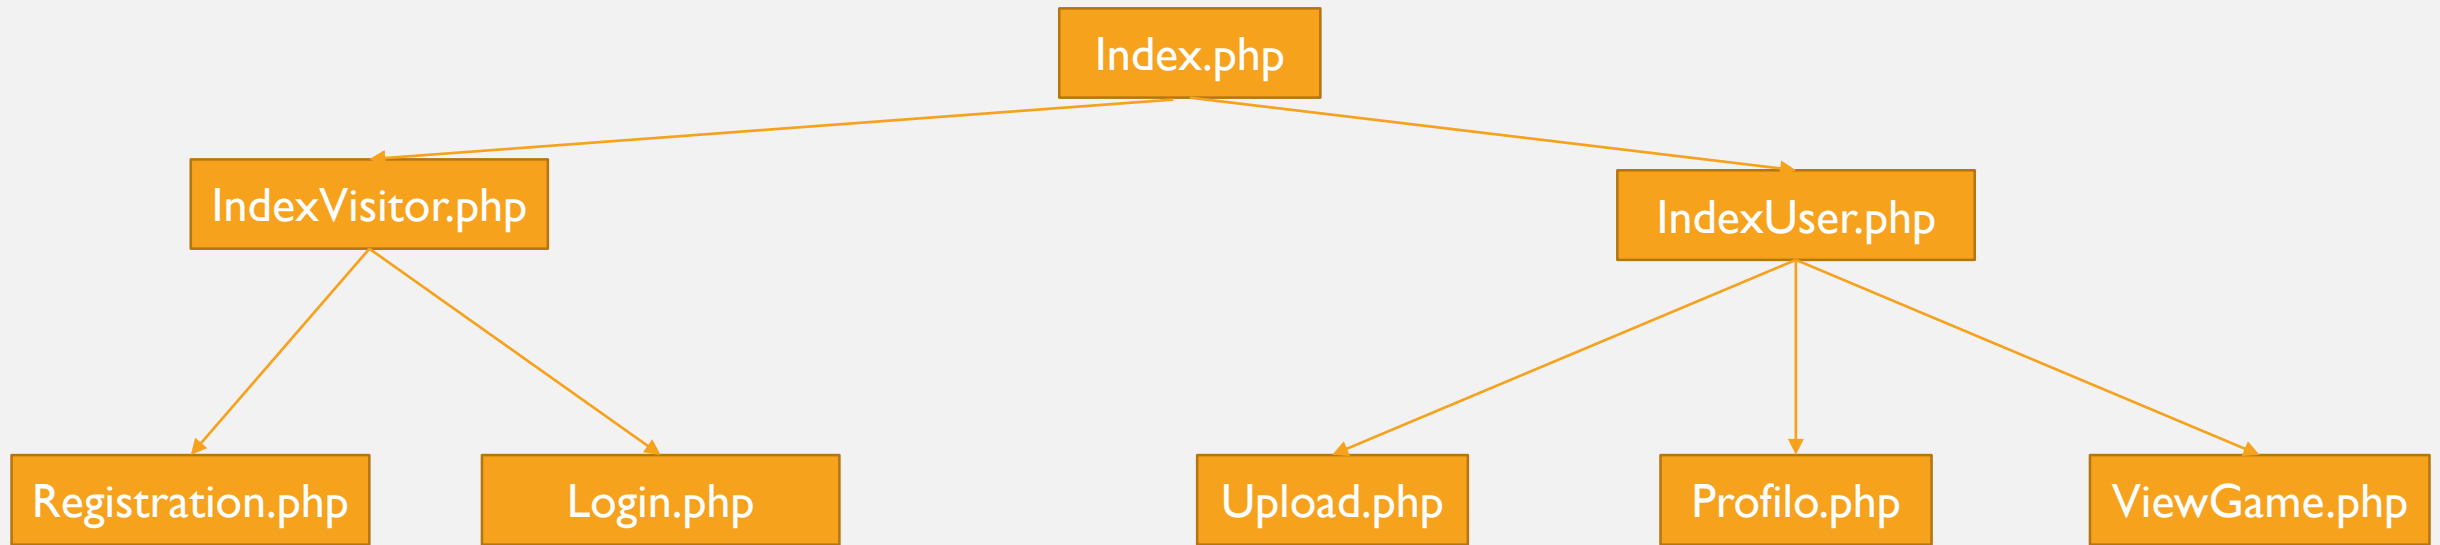 Index.php
IndexVisitor.php
IndexUser.php
Registration.php
Login.php
Upload.php
Profilo.php
ViewGame.php